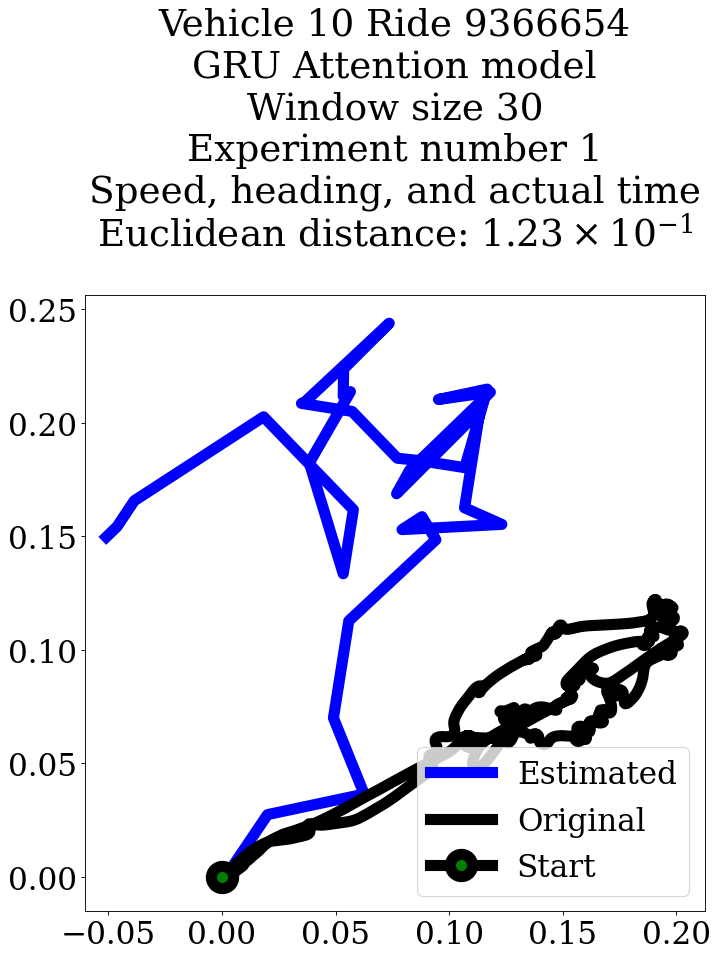 Vehicle 10 Ride 9366654
GRU Attention model
Window size 30
Experiment number 1
Speed, heading, and actual time
Euclidean distance: 1.23 × 10⁻¹
0.25
0.20
0.15
0.10
0.05
0.00
Estimated
Original
Start
−0.05 0.00 0.05 0.10 0.15 0.20